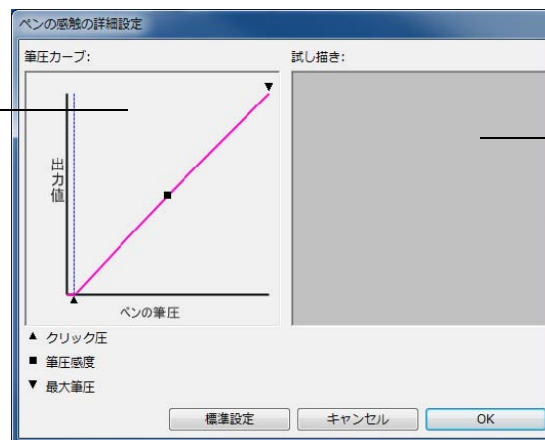 ペンの感触の詳細設定
筆圧カーブ:
試し描き:
出力値
ペンの筆圧
▲ クリック圧
■ 筆圧感度
▼ 最大筆圧
標準設定
キャンセル
OK